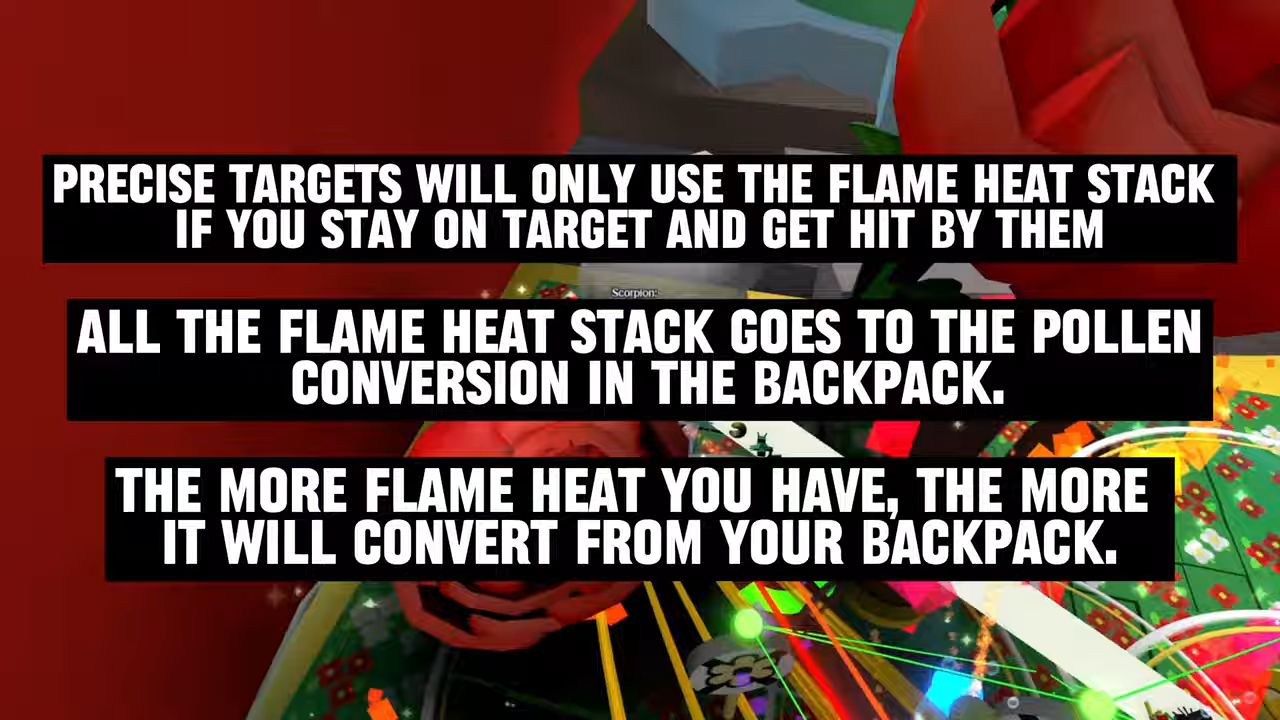 PRECISE TARGETS WILL ONLY USE THE FLAME HEAT STACK
IF YOU STAY ON TARGET AND GET HIT BY THEM
Scorpion:
ALL THE FLAME HEAT STACK GOES TO THE POLLEN
CONVERSION IN THE BACKPACK.
THE MORE FLAME HEAT YOU HAVE, THE MORE
IT WILL CONVERT FROM YOUR BACKPACK.